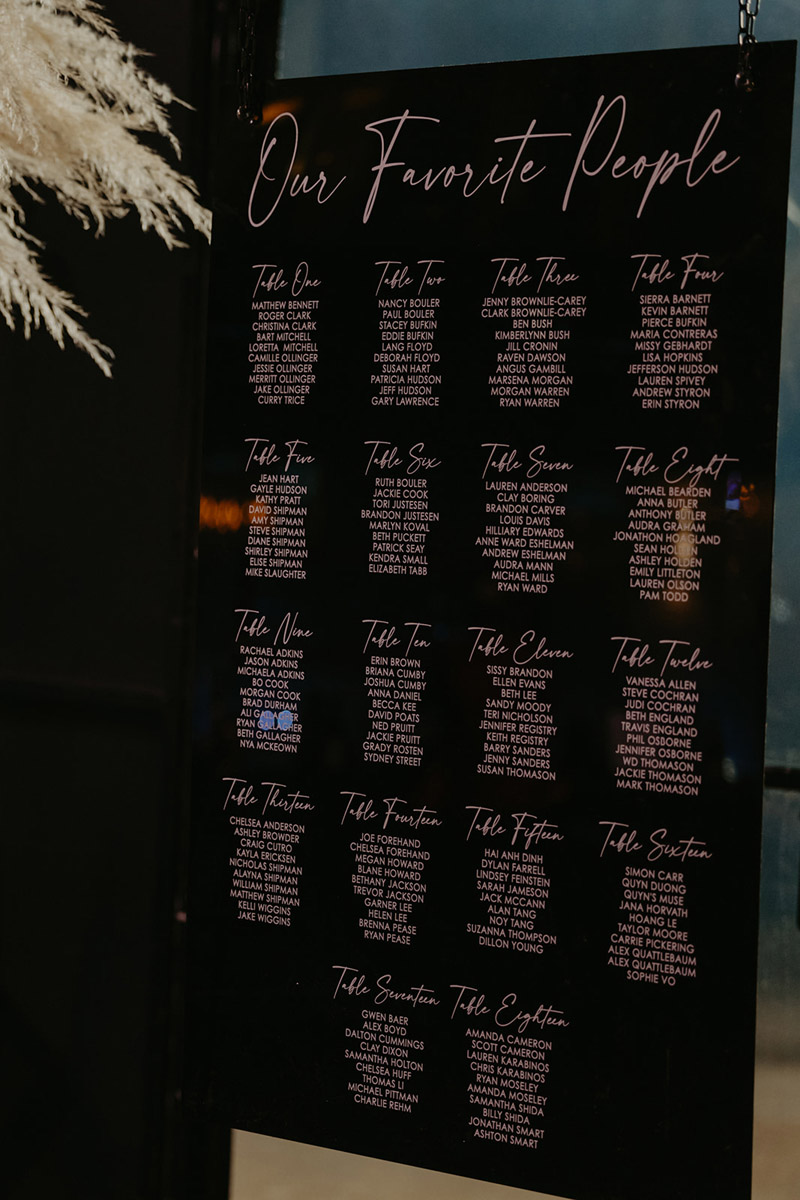 Our Favorite People
Table One
MATTHEW BENNETT
ROGER CLARK
CHRISTINA CLARK
BART MITCHELL
LORETTA MITCHELL
CAMILLE OLLINGER
JESSIE OLLINGER
MERRITT OLLINGER
JAKE OLLINGER
CURRY TRICE
Table Two
NANCY BOULER
PAUL BOULER
STACEY BUFKIN
EDDIE BUFKIN
LANG FLOYD
DEBORAH FLOYD
SUSAN HART
PATRICIA HUDSON
JEFF HUDSON
GARY LAWRENCE
Table Three
JENNY BROWNLIE-CAREY
CLARK BROWNLIE-CAREY
BEN BUSH
KIMBERLYNN BUSH
JILL CRONIN
RAVEN DAWSON
ANGUS GAMBILL
MARSENA MORGAN
MORGAN WARREN
RYAN WARREN
Table Four
SIERRA BARNETT
KEVIN BARNETT
PIERCE BUFKIN
MARIA CONTRERAS
MISSY GEBHARDT
LISA HOPKINS
JEFFERSON HUDSON
LAUREN SPIVEY
ANDREW STYRON
ERIN STYRON
Table Five
JEAN HART
GAYLE HUDSON
KATHY PRATT
DAVID SHIPMAN
AMY SHIPMAN
STEVE SHIPMAN
DIANE SHIPMAN
SHIRLEY SHIPMAN
ELISE SHIPMAN
MIKE SLAUGHTER
Table Six
RUTH BOULER
JACKIE COOK
TORI JUSTESEN
BRANDON JUSTESEN
MARLYN KOVAL
BETH PUCKETT
PATRICK SEAY
KENDRA SMALL
ELIZABETH TABB
Table Seven
LAUREN ANDERSON
CLAY BORING
BRANDON CARVER
LOUIS DAVIS
HILLIARY EDWARDS
ANNE WARD ESHELMAN
ANDREW ESHELMAN
AUDRA MANN
MICHAEL MILLS
RYAN WARD
Table Eight
MICHAEL BEARDEN
ANNA BUTLER
ANTHONY BUTLER
AUDRA GRAHAM
JONATHON HOAGLAND
SEAN HOLDEN
ASHLEY HOLDEN
EMILY LITTLETON
LAUREN OLSON
PAM TODD
Table Nine
RACHAEL ADKINS
JASON ADKINS
MICHAELA ADKINS
BO COOK
MORGAN COOK
BRAD DURHAM
ALI GALLAGHER
RYAN GALLAGHER
BETH GALLAGHER
NYA MCKEOWN
Table Ten
ERIN BROWN
BRIANA CUMBY
JOSHUA CUMBY
ANNA DANIEL
BECCA KEE
DAVID POATS
NED PRUITT
JACKIE PRUITT
GRADY ROSTEN
SYDNEY STREET
Table Eleven
SISSY BRANDON
ELLEN EVANS
BETH LEE
SANDY MOODY
TERI NICHOLSON
JENNIFER REGISTRY
KEITH REGISTRY
BARRY SANDERS
JENNY SANDERS
SUSAN THOMASON
Table Twelve
VANESSA ALLEN
STEVE COCHRAN
JUDI COCHRAN
BETH ENGLAND
TRAVIS ENGLAND
PHIL OSBORNE
JENNIFER OSBORNE
WD THOMASON
JACKIE THOMASON
MARK THOMASON
Table Thirteen
CHELSEA ANDERSON
ASHLEY BROWDER
CRAIG CUTRO
KAYLA ERICKSEN
NICHOLAS SHIPMAN
ALAYNA SHIPMAN
WILLIAM SHIPMAN
MATTHEW SHIPMAN
KELLI WIGGINS
JAKE WIGGINS
Table Fourteen
JOE FOREHAND
CHELSEA FOREHAND
MEGAN HOWARD
BLANE HOWARD
BETHANY JACKSON
TREVOR JACKSON
GARNER LEE
HELEN LEE
BRENNA PEASE
RYAN PEASE
Table Fifteen
HAI ANH DINH
DYLAN FARRELL
LINDSEY FEINSTEIN
SARAH JAMESON
JACK MCCANN
ALAN TANG
NOY TANG
SUZANNA THOMPSON
DILLON YOUNG
Table Sixteen
SIMON CARR
QUYN DUONG
QUYN'S MUSE
JANA HORVATH
HOANG LE
TAYLOR MOORE
CARRIE PICKERING
ALEX QUATTLEBAUM
ALEX QUATTLEBAUM
SOPHIE VO
Table Seventeen
GWEN BAER
ALEX BOYD
DALTON CUMMINGS
CLAY DIXON
SAMANTHA HOLTON
CHELSEA HUFF
THOMAS LI
MICHAEL PITTMAN
CHARLIE REHM
Table Eighteen
AMANDA CAMERON
SCOTT CAMERON
LAUREN KARABINOS
CHRIS KARABINOS
RYAN MOSELEY
AMANDA MOSELEY
SAMANTHA SHIDA
BILLY SHIDA
JONATHAN SMART
ASHTON SMART